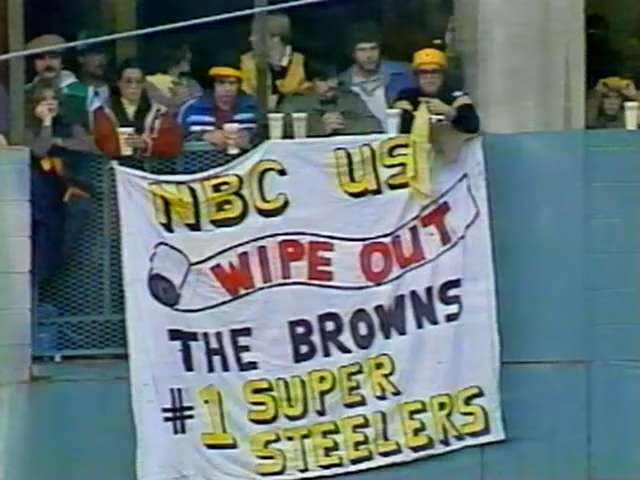 NBC US
WIPE OUT
THE BROWNS
#1 SUPER
STEELERS